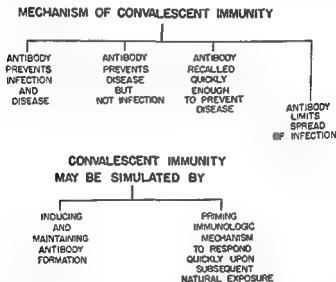 MECHANISM OF CONVALESCENT IMMUNITY
ANTIBODY
PREVENTS
INFECTION
AND
DISEASE
ANTIBODY
PREVENTS
DISEASE
BUT
NOT INFECTION
ANTIBODY
RECALLED
QUICKLY
ENOUGH
TO PREVENT
DISEASE
ANTIBODY
LIMITS
SPREAD
OF INFECTION
CONVALESCENT IMMUNITY
MAY BE SIMULATED BY
INDUCING
AND
MAINTAINING
ANTIBODY
FORMATION
PRIMING
IMMUNOLOGIC
MECHANISM
TO RESPOND
QUICKLY UPON
SUBSEQUENT
NATURAL EXPOSURE